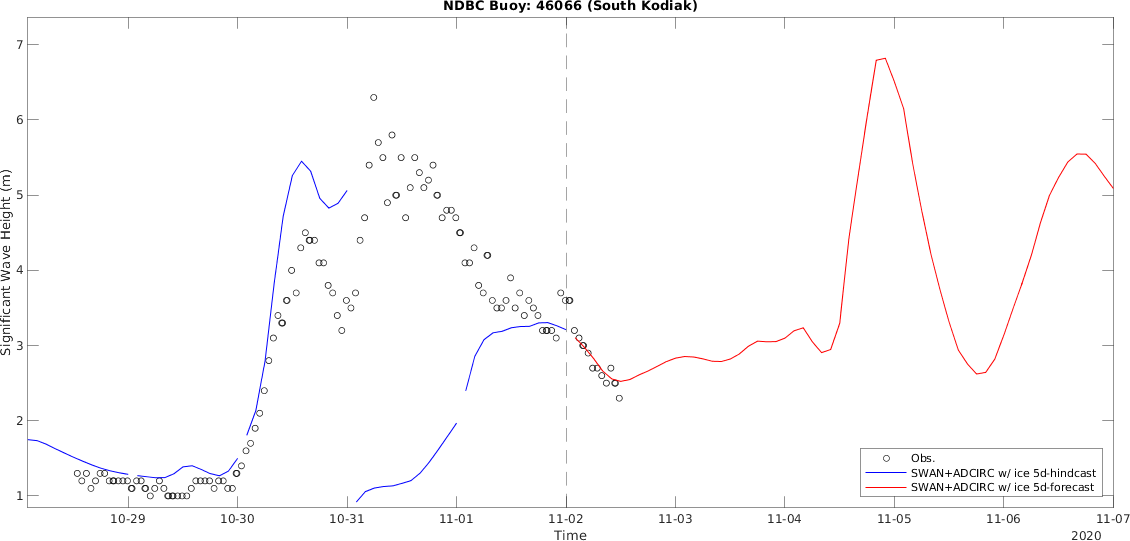 NDBC Buoy: 46066 (South Kodiak)
Significant Wave Height (m)
7
6
5
4
3
2
1
Obs.
SWAN+ADCIRC w/ ice 5d-hindcast
SWAN+ADCIRC w/ ice 5d-forecast
10-29 10-30 10-31 11-01 11-02 11-03 11-04 11-05 11-06 11-07
Time
2020